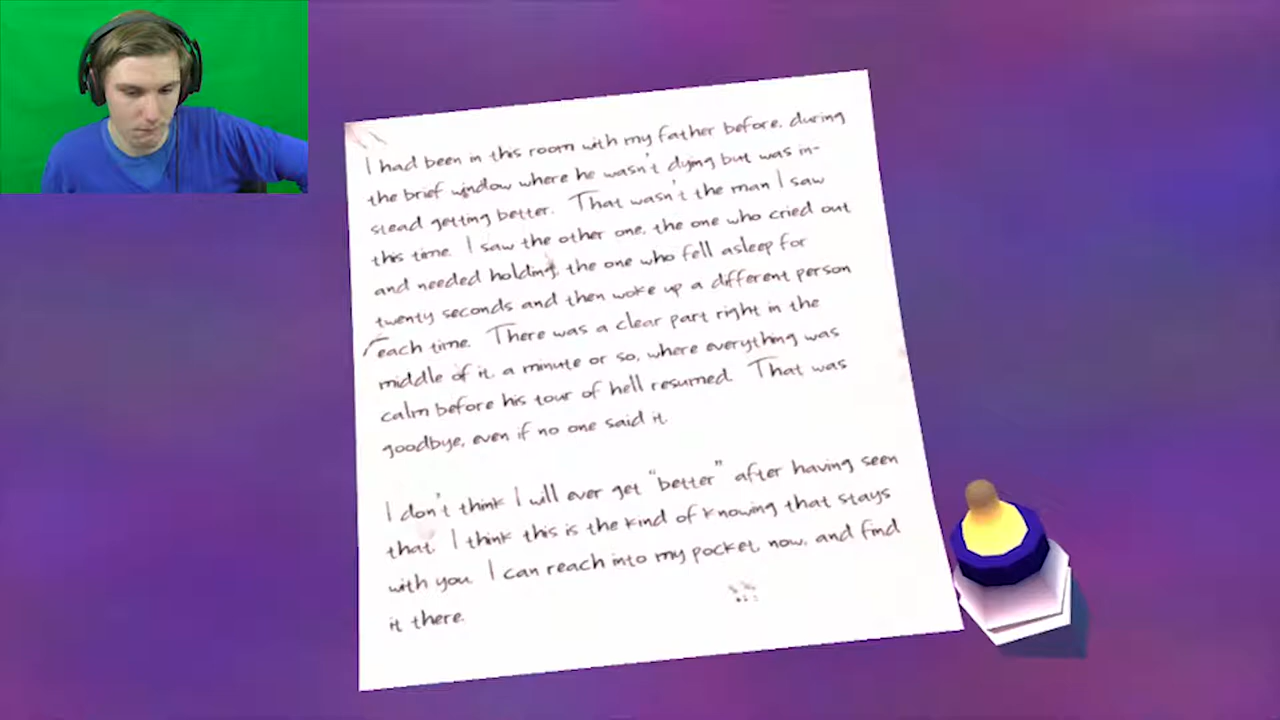 I had been in this room with my father before, during
the brief window where he wasn't dying but was in-
stead getting better. That wasn't the man I saw
this time. I saw the other one, the one who cried out
and needed holding, the one who fell asleep for
twenty seconds and then woke up a different person
each time. There was a clear part right in the
middle of it, a minute or so, where everything was
calm before his tour of hell resumed. That was
goodbye, even if no one said it.
I don't think I will ever get "better" after having seen
that. I think this is the kind of knowing that stays
with you. I can reach into my pocket, now, and find
it there.